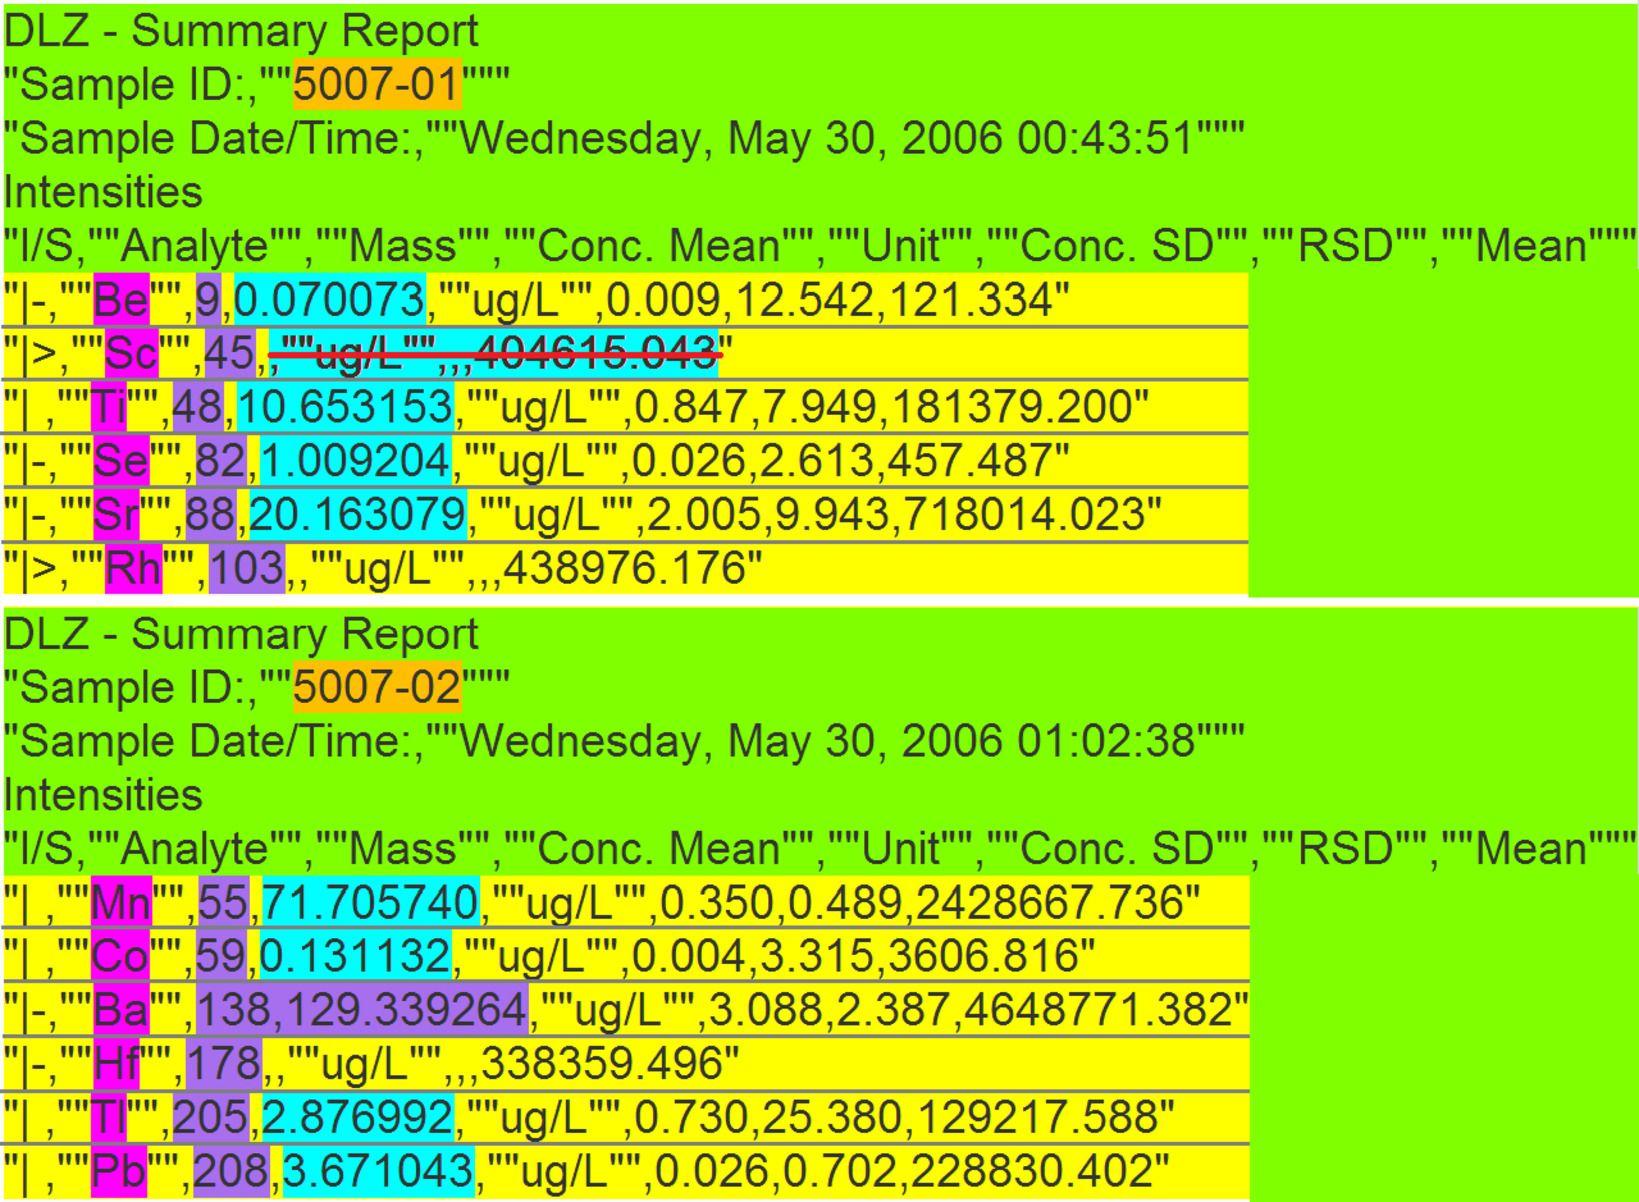 DLZ - Summary Report
"Sample ID:,""5007-01"""
"Sample Date/Time:,""Wednesday, May 30, 2006 00:43:51"""
Intensities
"I/S,""Analyte"",""Mass"",""Conc. Mean"",""Unit"",""Conc. SD"",""RSD"",""Mean"""
"|-,""Be"",9,0.070073,""ug/L"",0.009,12.542,121.334"
"|>,""Sc"",45,,""ug/L"",,,404615.043"
"| ,""Ti"",48,10.653153,""ug/L"",0.847,7.949,181379.200"
"|-,""Se"",82,1.009204,""ug/L"",0.026,2.613,457.487"
"|-,""Sr"",88,20.163079,""ug/L"",2.005,9.943,718014.023"
"|>,""Rh"",103,,""ug/L"",,,438976.176"
DLZ - Summary Report
"Sample ID:,""5007-02"""
"Sample Date/Time:,""Wednesday, May 30, 2006 01:02:38"""
Intensities
"I/S,""Analyte"",""Mass"",""Conc. Mean"",""Unit"",""Conc. SD"",""RSD"",""Mean"""
"| ,""Mn"",55,71.705740,""ug/L"",0.350,0.489,2428667.736"
"| ,""Co"",59,0.131132,""ug/L"",0.004,3.315,3606.816"
"|-,""Ba"",138,129.339264,""ug/L"",3.088,2.387,4648771.382"
"|-,""Hf"",178,,""ug/L"",,,338359.496"
"| ,""Tl"",205,2.876992,""ug/L"",0.730,25.380,129217.588"
"| ,""Pb"",208,3.671043,""ug/L"",0.026,0.702,228830.402"